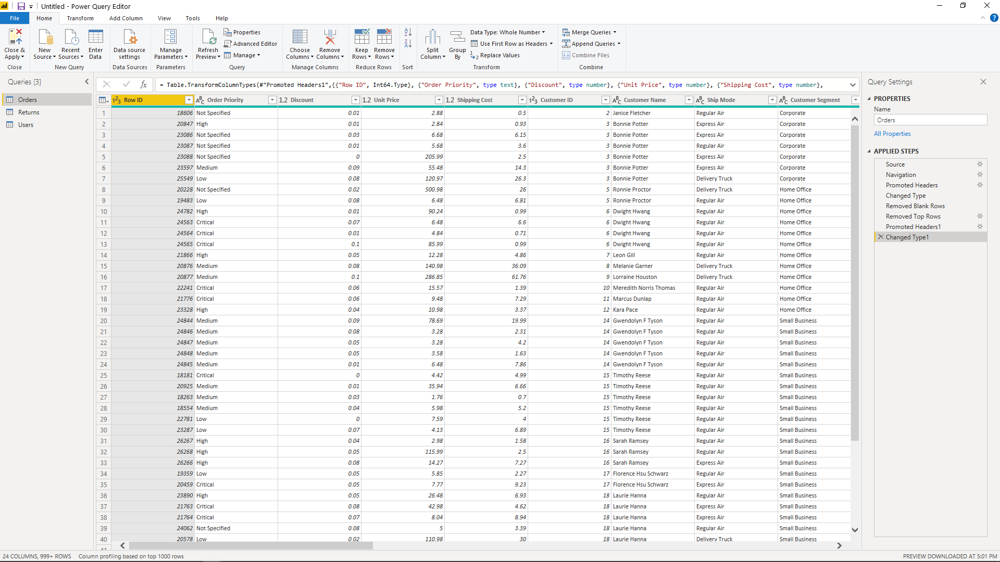 Untitled - Power Query Editor
File Home Transform Add Column View Tools Help
Close & Apply
New Source
Recent Sources
Enter Data
Data source settings
Manage Parameters
Refresh Preview
Properties
Advanced Editor
Manage
Choose Columns
Remove Columns
Keep Rows
Remove Rows
Split Column
Group By
Data Type: Whole Number
Use First Row as Headers
Replace Values
Merge Queries
Append Queries
Combine Files
Close New Query Data Sources Parameters Query Manage Columns Reduce Rows Sort Transform Combine
Queries [3]
Orders
Returns
Users
fx = Table.TransformColumnTypes(#"Promoted Headers1",{{"Row ID", Int64.Type}, {"Order Priority", type text}, {"Discount", type number}, {"Unit Price", type number}, {"Shipping Cost", type number},
Row ID Order Priority 1.2 Discount 1.2 Unit Price 1.2 Shipping Cost Customer ID Customer Name Ship Mode Customer Segment
1 18606 Not Specified 0.01 2.88 0.5 2 Janice Fletcher Regular Air Corporate
2 20847 High 0.01 2.84 0.93 3 Bonnie Potter Express Air Corporate
3 23086 Not Specified 0.03 6.68 6.15 3 Bonnie Potter Express Air Corporate
4 23087 Not Specified 0.01 5.68 3.6 3 Bonnie Potter Regular Air Corporate
5 23088 Not Specified 0 205.99 2.5 3 Bonnie Potter Express Air Corporate
6 23597 Medium 0.09 55.48 14.3 3 Bonnie Potter Express Air Corporate
7 25549 Low 0.08 120.97 26.3 3 Bonnie Potter Delivery Truck Corporate
8 20228 Not Specified 0.02 500.98 26 5 Ronnie Proctor Delivery Truck Home Office
9 19483 Low 0.08 6.48 6.81 5 Ronnie Proctor Regular Air Home Office
10 24782 High 0.01 90.24 0.99 6 Dwight Hwang Regular Air Home Office
11 24563 Critical 0.07 6.48 6.6 6 Dwight Hwang Regular Air Home Office
12 24564 Critical 0.01 4.84 0.71 6 Dwight Hwang Regular Air Home Office
13 24565 Critical 0.1 85.99 0.99 6 Dwight Hwang Regular Air Home Office
14 21866 High 0.05 12.28 4.86 7 Leon Gill Regular Air Home Office
15 20876 Medium 0.08 140.98 36.09 8 Melanie Garner Delivery Truck Home Office
16 20877 Medium 0.1 286.85 61.76 9 Lorraine Houston Delivery Truck Home Office
17 22241 Critical 0.06 15.57 1.39 10 Meredith Norris Thomas Regular Air Home Office
18 21776 Critical 0.06 9.48 7.29 11 Marcus Dunlap Regular Air Home Office
19 23328 High 0.04 10.98 3.37 12 Kara Pace Regular Air Home Office
20 24844 Medium 0.09 78.69 19.99 14 Gwendolyn F Tyson Regular Air Small Business
21 24846 Medium 0.08 3.28 2.31 14 Gwendolyn F Tyson Regular Air Small Business
22 24847 Medium 0.05 3.28 4.2 14 Gwendolyn F Tyson Regular Air Small Business
23 24848 Medium 0.05 3.58 1.63 14 Gwendolyn F Tyson Regular Air Small Business
24 24845 Medium 0.01 6.48 7.86 14 Gwendolyn F Tyson Regular Air Small Business
25 18181 Critical 0 4.42 4.99 15 Timothy Reese Regular Air Small Business
26 20925 Medium 0.01 35.94 6.66 15 Timothy Reese Regular Air Small Business
27 18263 Medium 0.03 1.76 0.7 15 Timothy Reese Regular Air Small Business
28 18554 Medium 0.04 5.98 5.2 15 Timothy Reese Regular Air Small Business
29 22781 Low 0 7.59 4 15 Timothy Reese Regular Air Small Business
30 23287 Low 0.07 4.13 6.89 15 Timothy Reese Regular Air Small Business
31 26267 High 0.04 2.98 1.58 16 Sarah Ramsey Regular Air Small Business
32 26268 High 0.05 115.99 2.5 16 Sarah Ramsey Regular Air Small Business
33 26266 High 0.08 14.27 7.27 16 Sarah Ramsey Express Air Small Business
34 19359 Low 0.05 5.85 2.27 17 Florence Hsu Schwarz Regular Air Small Business
35 20459 Critical 0.05 7.77 9.23 17 Florence Hsu Schwarz Express Air Small Business
36 23890 High 0.05 26.48 6.93 18 Laurie Hanna Regular Air Small Business
37 21763 Critical 0.08 42.98 4.62 18 Laurie Hanna Express Air Small Business
38 21764 Critical 0.07 8.04 8.94 18 Laurie Hanna Express Air Small Business
39 24062 Not Specified 0.08 5 3.39 18 Laurie Hanna Regular Air Small Business
40 20578 Low 0.02 110.98 30 18 Laurie Hanna Delivery Truck Small Business
41
Query Settings
PROPERTIES
Name
Orders
All Properties
APPLIED STEPS
Source
Navigation
Promoted Headers
Changed Type
Removed Blank Rows
Removed Top Rows
Promoted Headers1
Changed Type1
24 COLUMNS, 999+ ROWS Column profiling based on top 1000 rows PREVIEW DOWNLOADED AT 5:01 PM